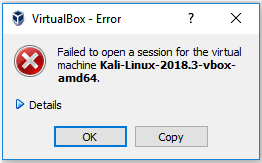 VirtualBox - Error
Failed to open a session for the virtual
machine Kali-Linux-2018.3-vbox-
amd64.
Details
OK
Copy